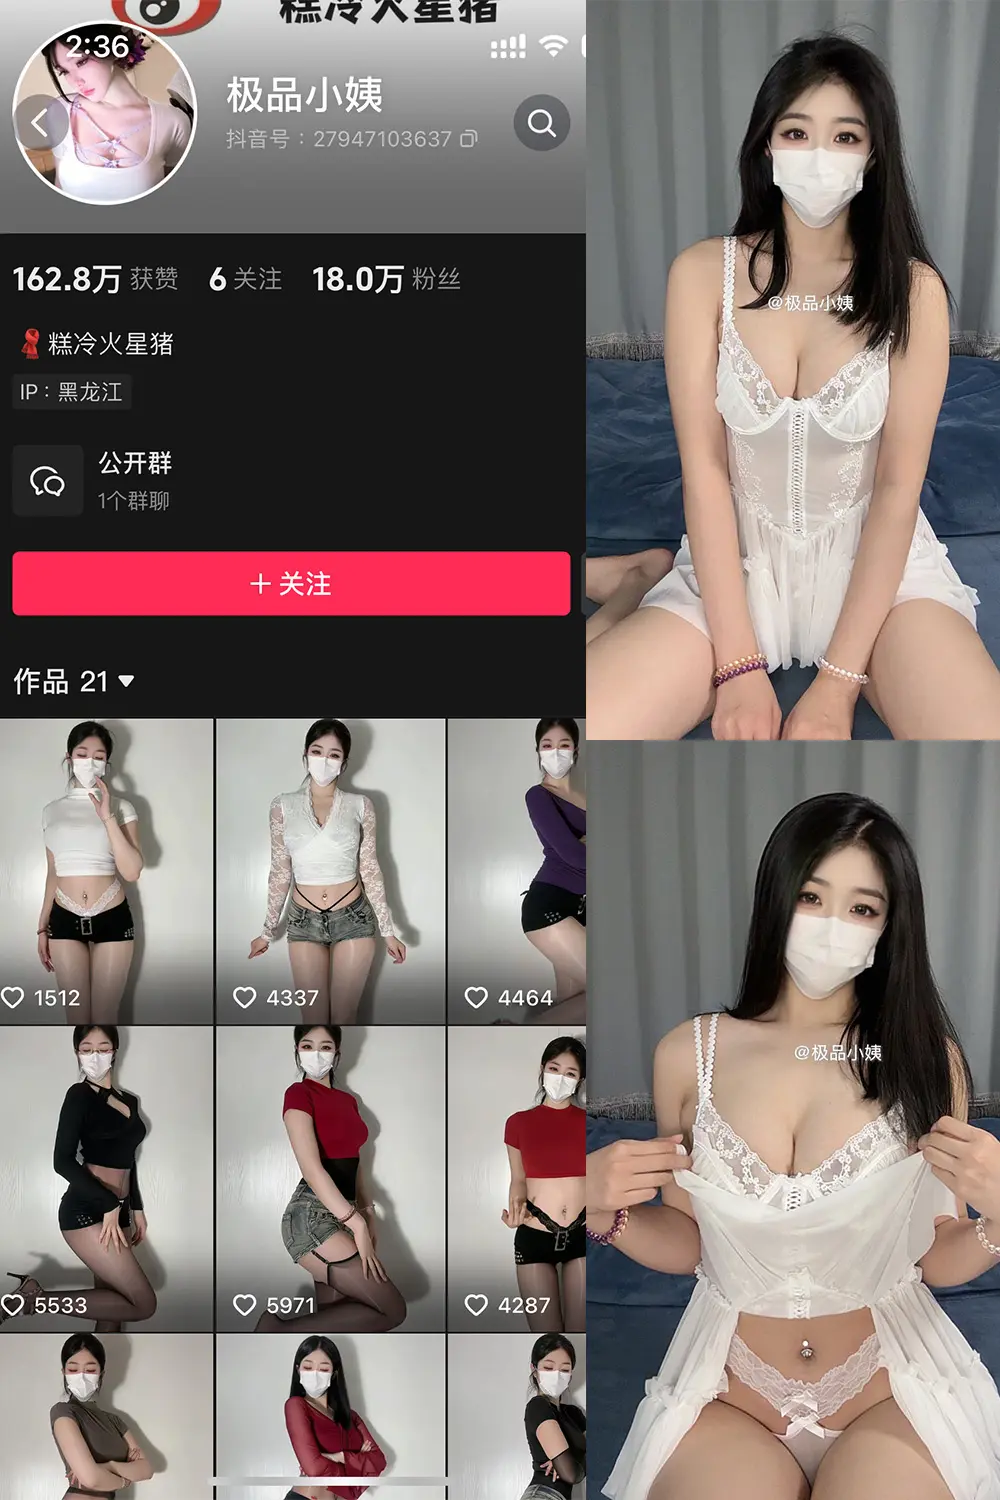 糕冷火星猪
2:36
极品小姨
抖音号：27947103637
162.8万 获赞 6 关注 18.0万 粉丝
糕冷火星猪
IP：黑龙江
公开群
1个群聊
＋ 关注
作品 21
1512
4337
4464
5533
5971
4287
@极品小姨
@极品小姨